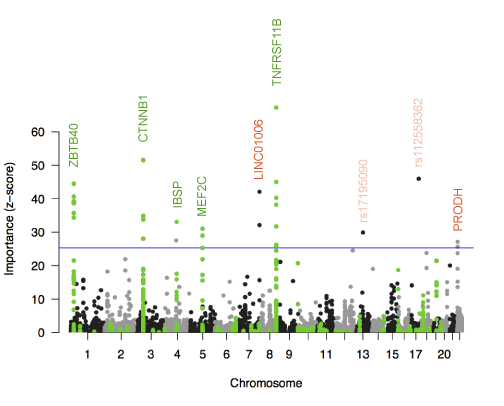 TNFRSF11B
CTNNB1
ZBTB40
LINC01006
rs112558362
IBSP
MEF2C
rs17195090
PRODH
Importance (z−score)
60
50
40
30
20
10
0
1 2 3 4 5 6 7 8 9 11 13 15 17 20
Chromosome